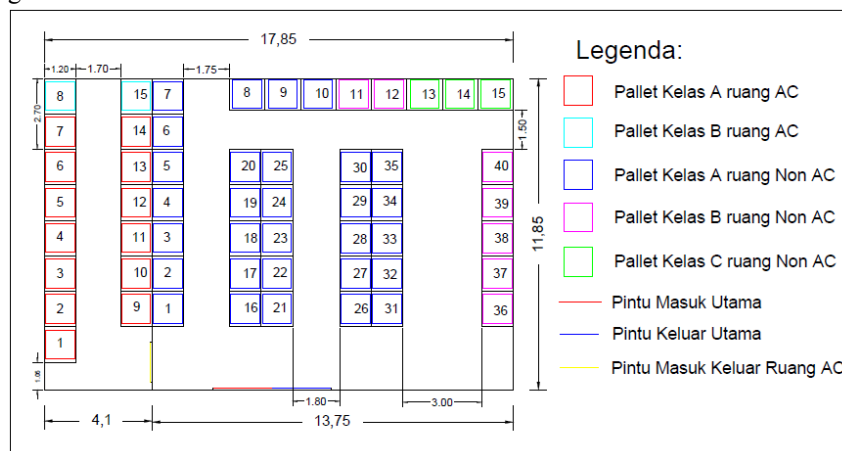 17,85
1.20 1.70 1.75
8 15 7 8 9 10 11 12 13 14 15
2.70
7 14 6
1.50
6 13 5 20 25 30 35 40
5 12 4 19 24 29 34 39
4 11 3 18 23 28 33 38
3 10 2 17 22 27 32 37
2 9 1 16 21 26 31 36
1
11,85
1.80 3.00
4,1 13,75
Legenda:
Pallet Kelas A ruang AC
Pallet Kelas B ruang AC
Pallet Kelas A ruang Non AC
Pallet Kelas B ruang Non AC
Pallet Kelas C ruang Non AC
Pintu Masuk Utama
Pintu Keluar Utama
Pintu Masuk Keluar Ruang AC